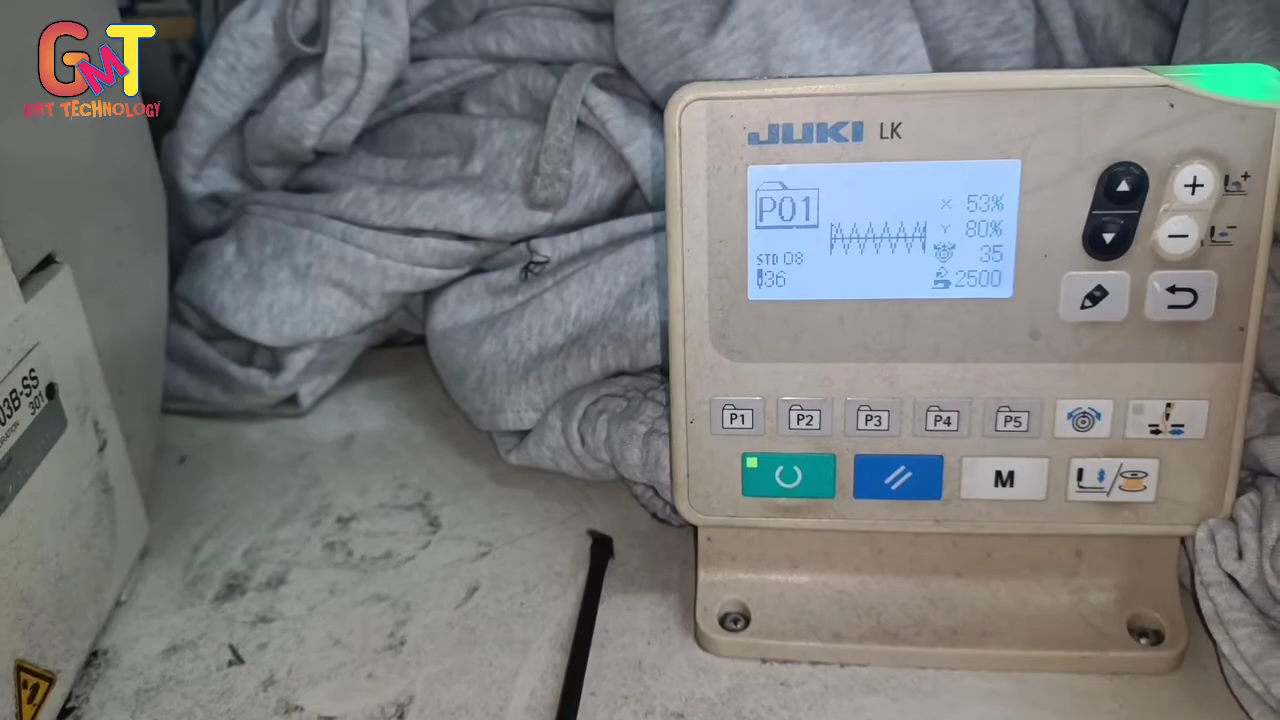 GMT
GMT TECHNOLOGY
JUKI LK
P01
X 53%
Y 80%
35
STD 08
36
2500
P1
P2
P3
P4
P5
M
03B-SS
301